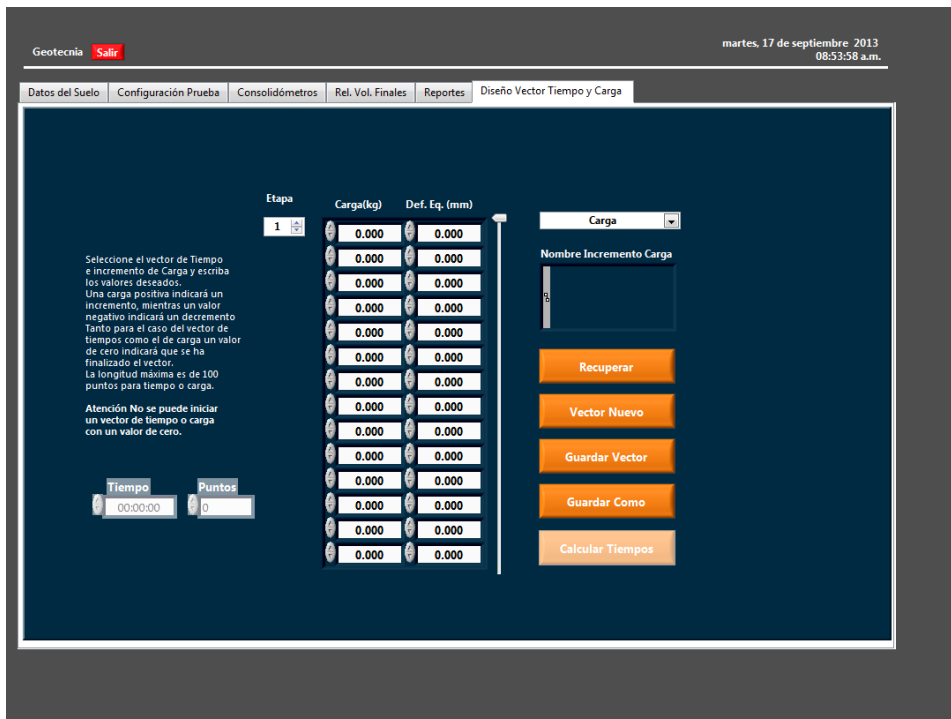 Geotecnia Salir
martes, 17 de septiembre 2013
08:53:58 a.m.
Datos del Suelo Configuración Prueba Consolidómetros Rel. Vol. Finales Reportes Diseño Vector Tiempo y Carga
Etapa
1
Carga(kg) Def. Eq. (mm)
0.000 0.000
0.000 0.000
0.000 0.000
0.000 0.000
0.000 0.000
0.000 0.000
0.000 0.000
0.000 0.000
0.000 0.000
0.000 0.000
0.000 0.000
0.000 0.000
0.000 0.000
0.000 0.000
Seleccione el vector de Tiempo
e incremento de Carga y escriba
los valores deseados.
Una carga positiva indicará un
incremento, mientras un valor
negativo indicará un decremento
Tanto para el caso del vector de
tiempos como el de carga un valor
de cero indicará que se ha
finalizado el vector.
La longitud máxima es de 100
puntos para tiempo o carga.
Atención No se puede iniciar
un vector de tiempo o carga
con un valor de cero.
Tiempo Puntos
00:00:00 0
Carga
Nombre Incremento Carga
Recuperar
Vector Nuevo
Guardar Vector
Guardar Como
Calcular Tiempos